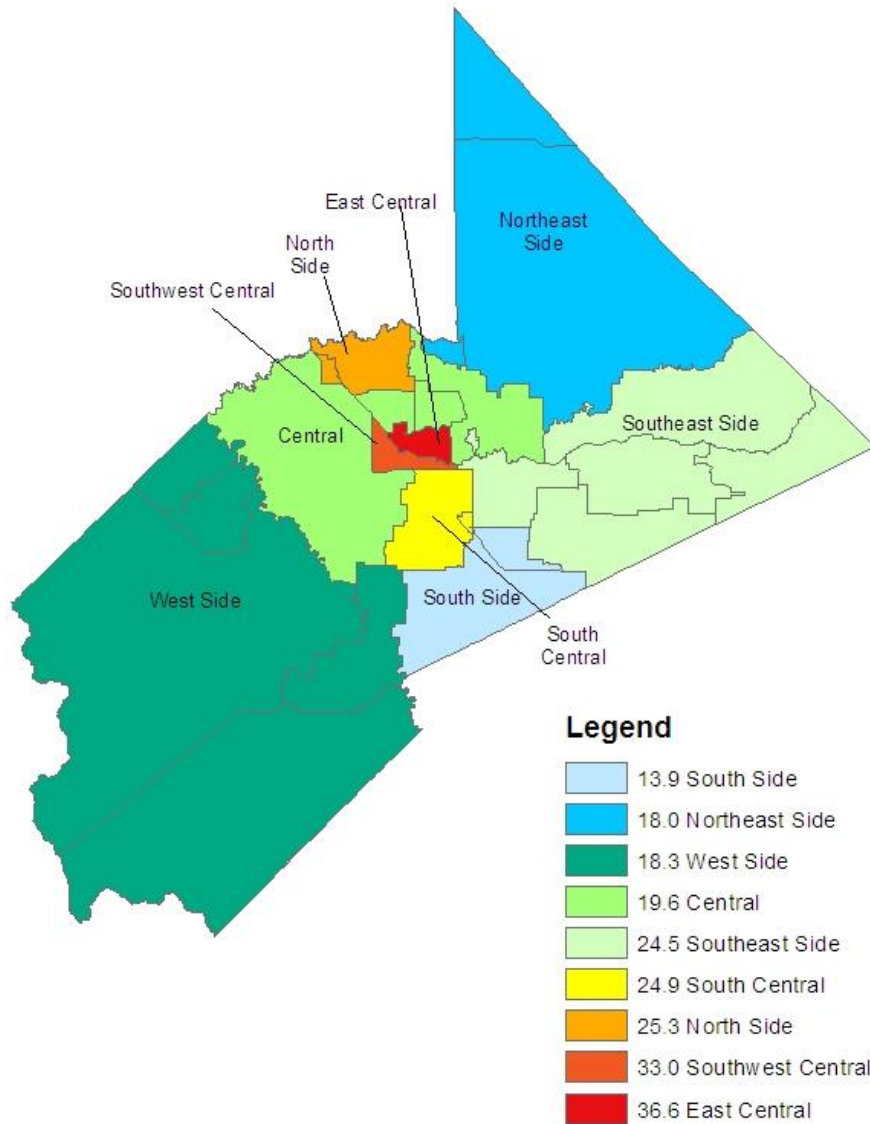 East Central
Northeast
Side
North
Side
Southwest Central
Southeast Side
Central
West Side
South Side
South
Central
Legend
13.9 South Side
18.0 Northeast Side
18.3 West Side
19.6 Central
24.5 Southeast Side
24.9 South Central
25.3 North Side
33.0 Southwest Central
36.6 East Central